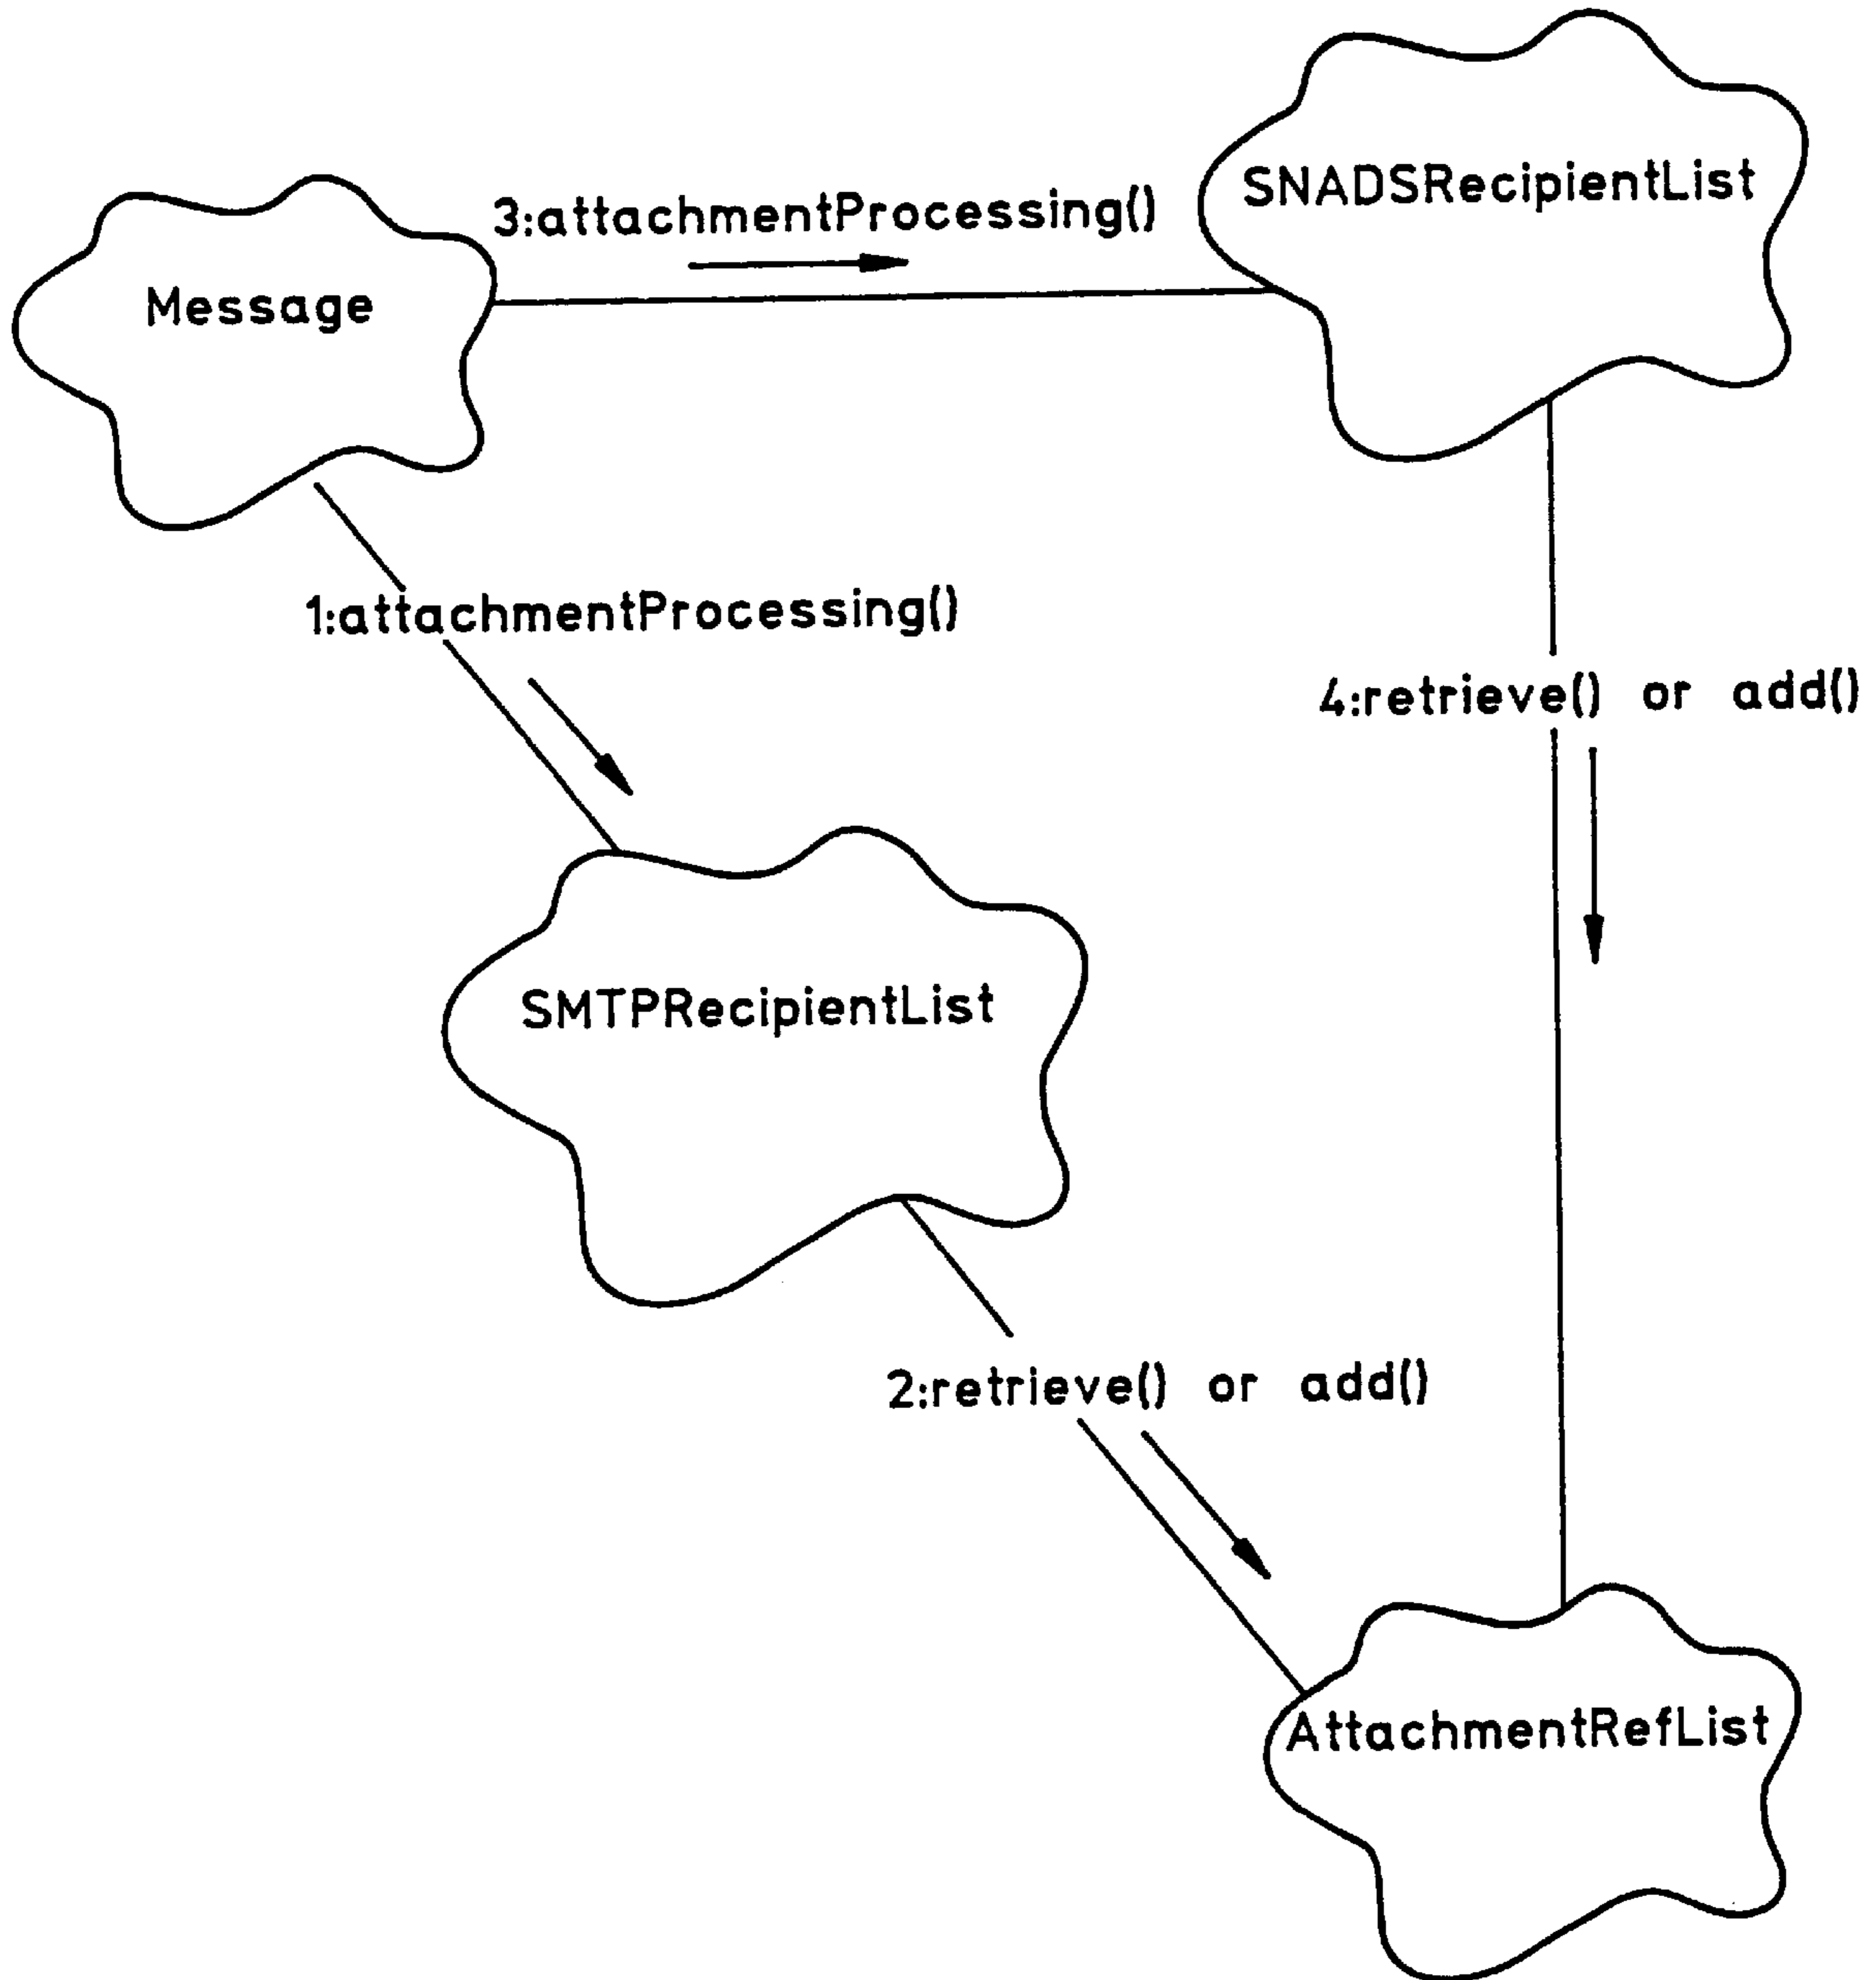 SNADSRecipientList
3:attachmentProcessing()
Message
1:attachmentProcessing()
4:retrieve() or add()
SMTPRecipientList
2:retrieve() or add()
AttachmentRefList